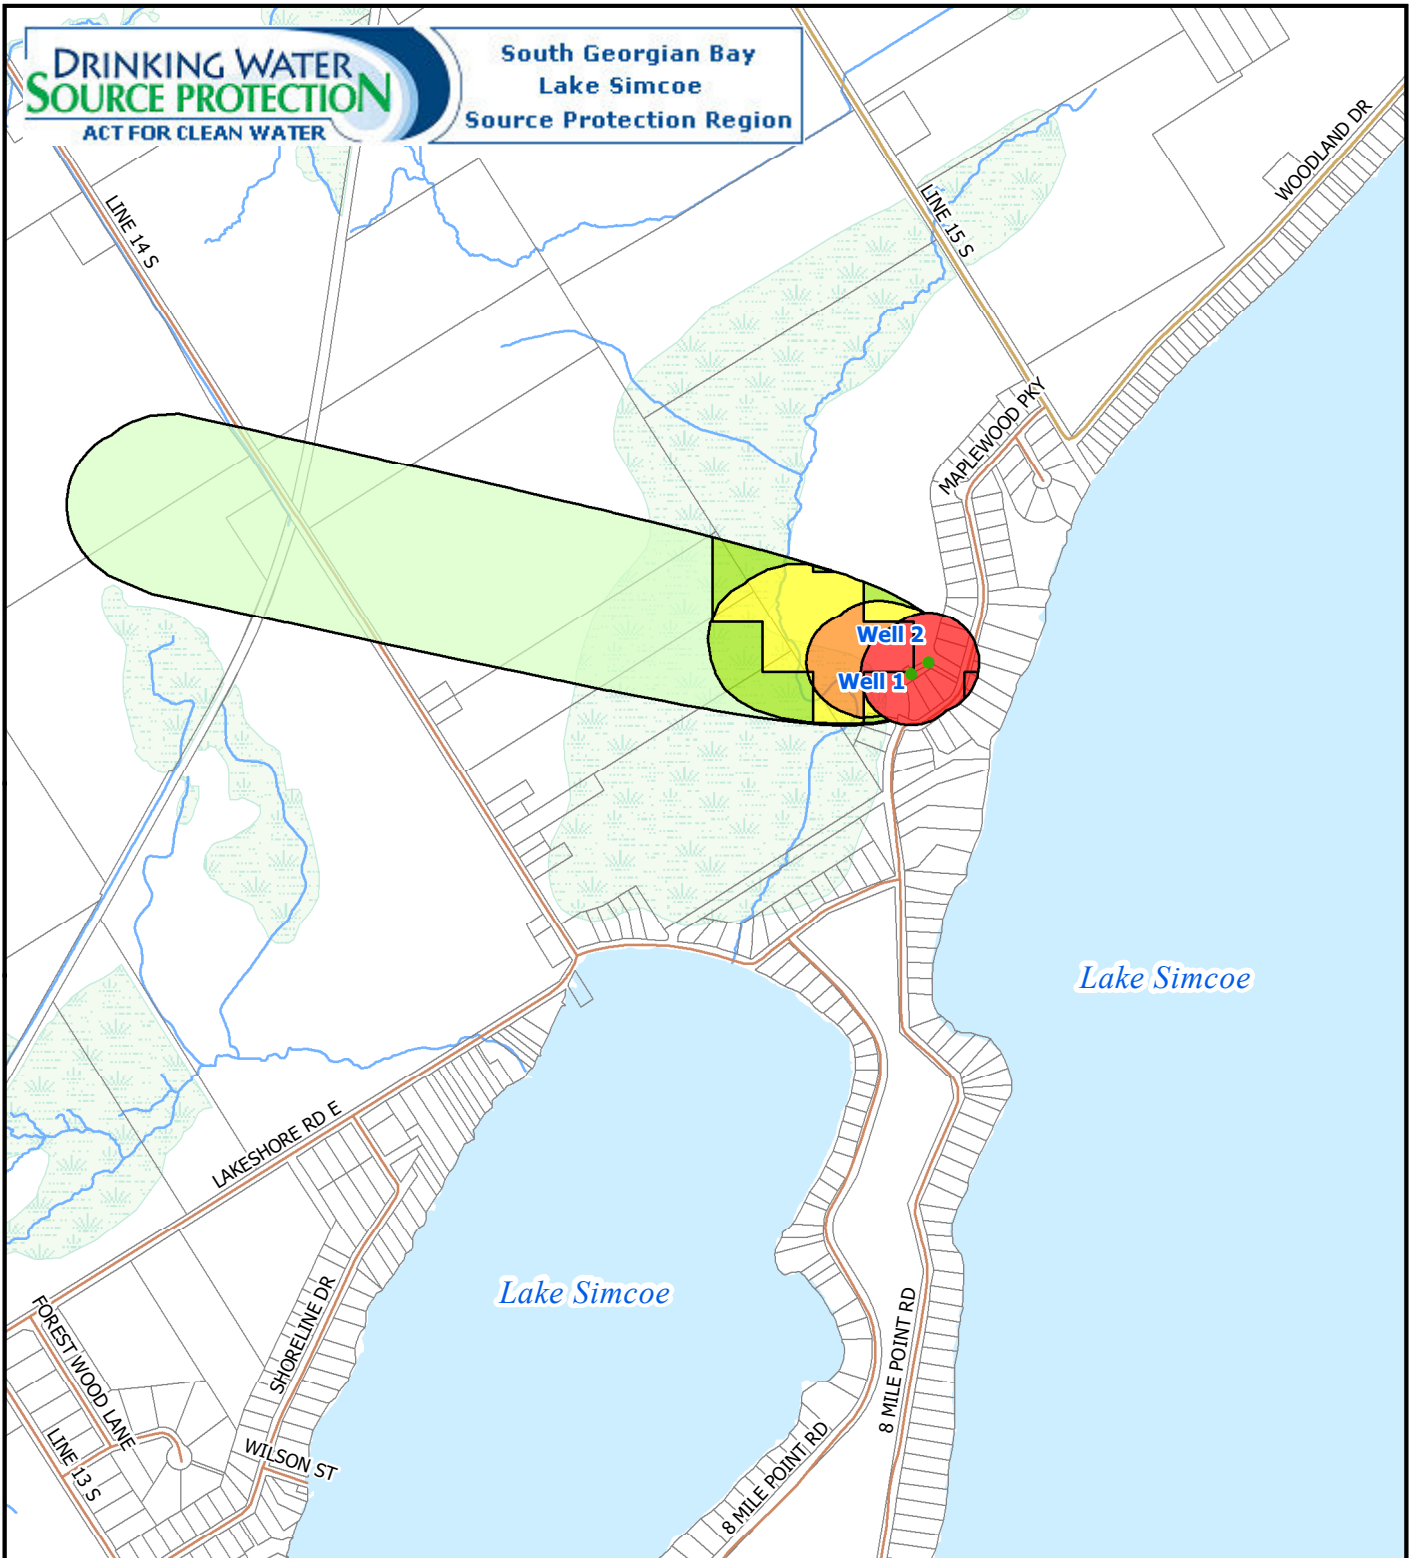 DRINKING WATER
SOURCE PROTECTION
ACT FOR CLEAN WATER
South Georgian Bay
Lake Simcoe
Source Protection Region
WOODLAND DR
LINE 14 S
LINE 15 S
MAPLEWOOD PKY
Well 2
Well 1
Lake Simcoe
LAKESHORE RD E
Lake Simcoe
SHORELINE DR
FOREST WOOD LANE
8 MILE POINT RD
LINE 13 S
WILSON ST
8 MILE POINT RD